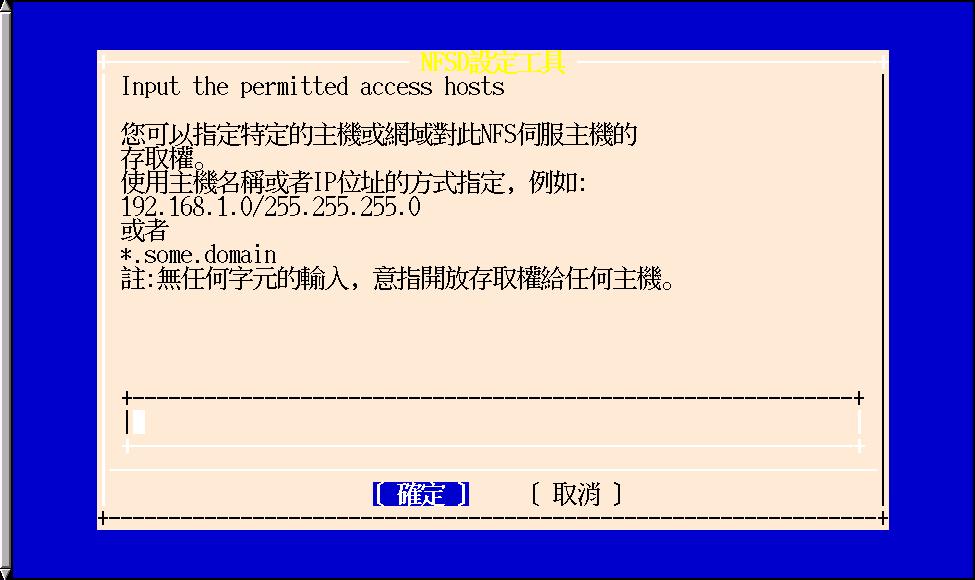 NFSD設定工具
Input the permitted access hosts
您可以指定特定的主機或網域對此NFS伺服主機的
存取權。
使用主機名稱或者IP位址的方式指定，例如:
192.168.1.0/255.255.255.0
或者
*.some.domain
註:無任何字元的輸入，意指開放存取權給任何主機。
[ 確定 ] [ 取消 ]